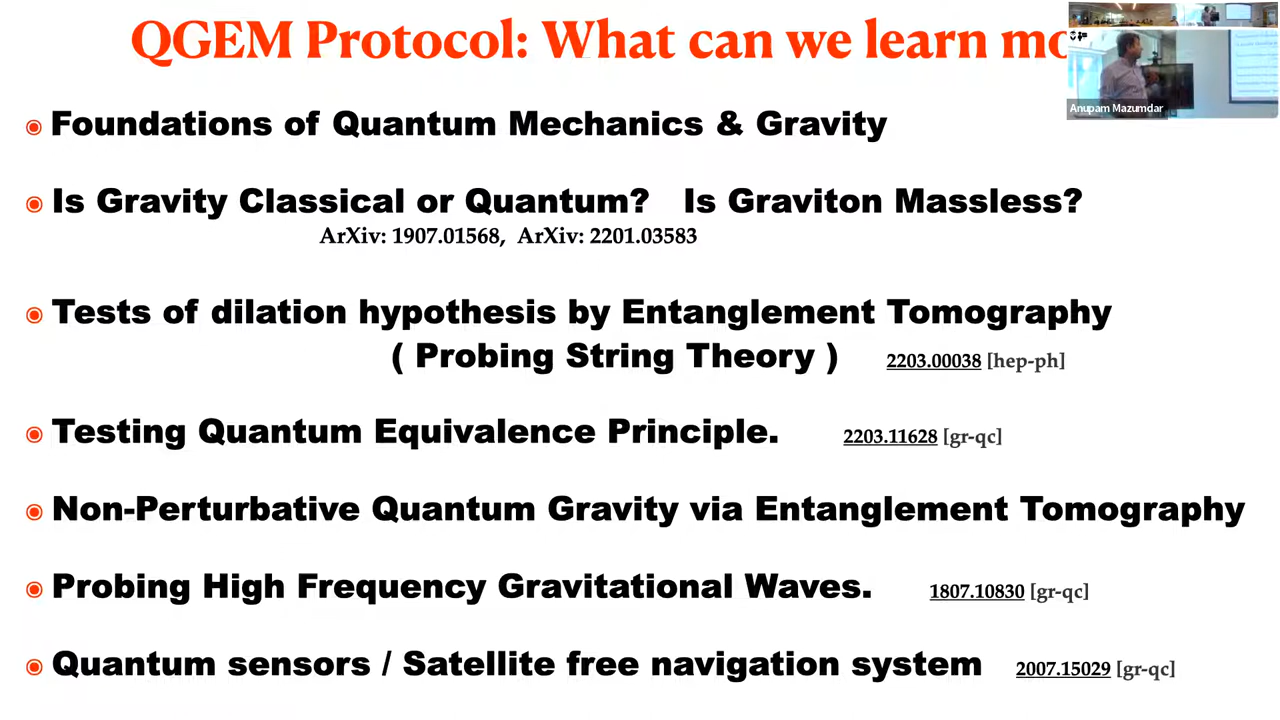 QGEM Protocol: What can we learn mo
Anupam Mazumdar
Foundations of Quantum Mechanics & Gravity
Is Gravity Classical or Quantum? Is Graviton Massless?
ArXiv: 1907.01568, ArXiv: 2201.03583
Tests of dilation hypothesis by Entanglement Tomography
( Probing String Theory ) 2203.00038 [hep-ph]
Testing Quantum Equivalence Principle. 2203.11628 [gr-qc]
Non-Perturbative Quantum Gravity via Entanglement Tomography
Probing High Frequency Gravitational Waves. 1807.10830 [gr-qc]
Quantum sensors / Satellite free navigation system 2007.15029 [gr-qc]